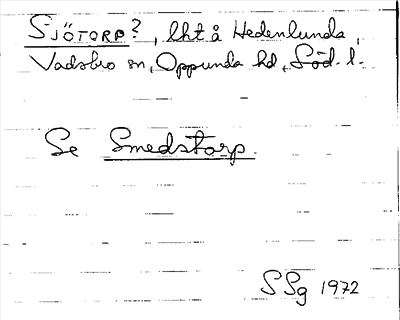 SJÖTORP?, lht å Hedenlunda,
Vadsbro sn, Oppunda hd, Söd. l.
Se Smedstorp.
SSg 1972